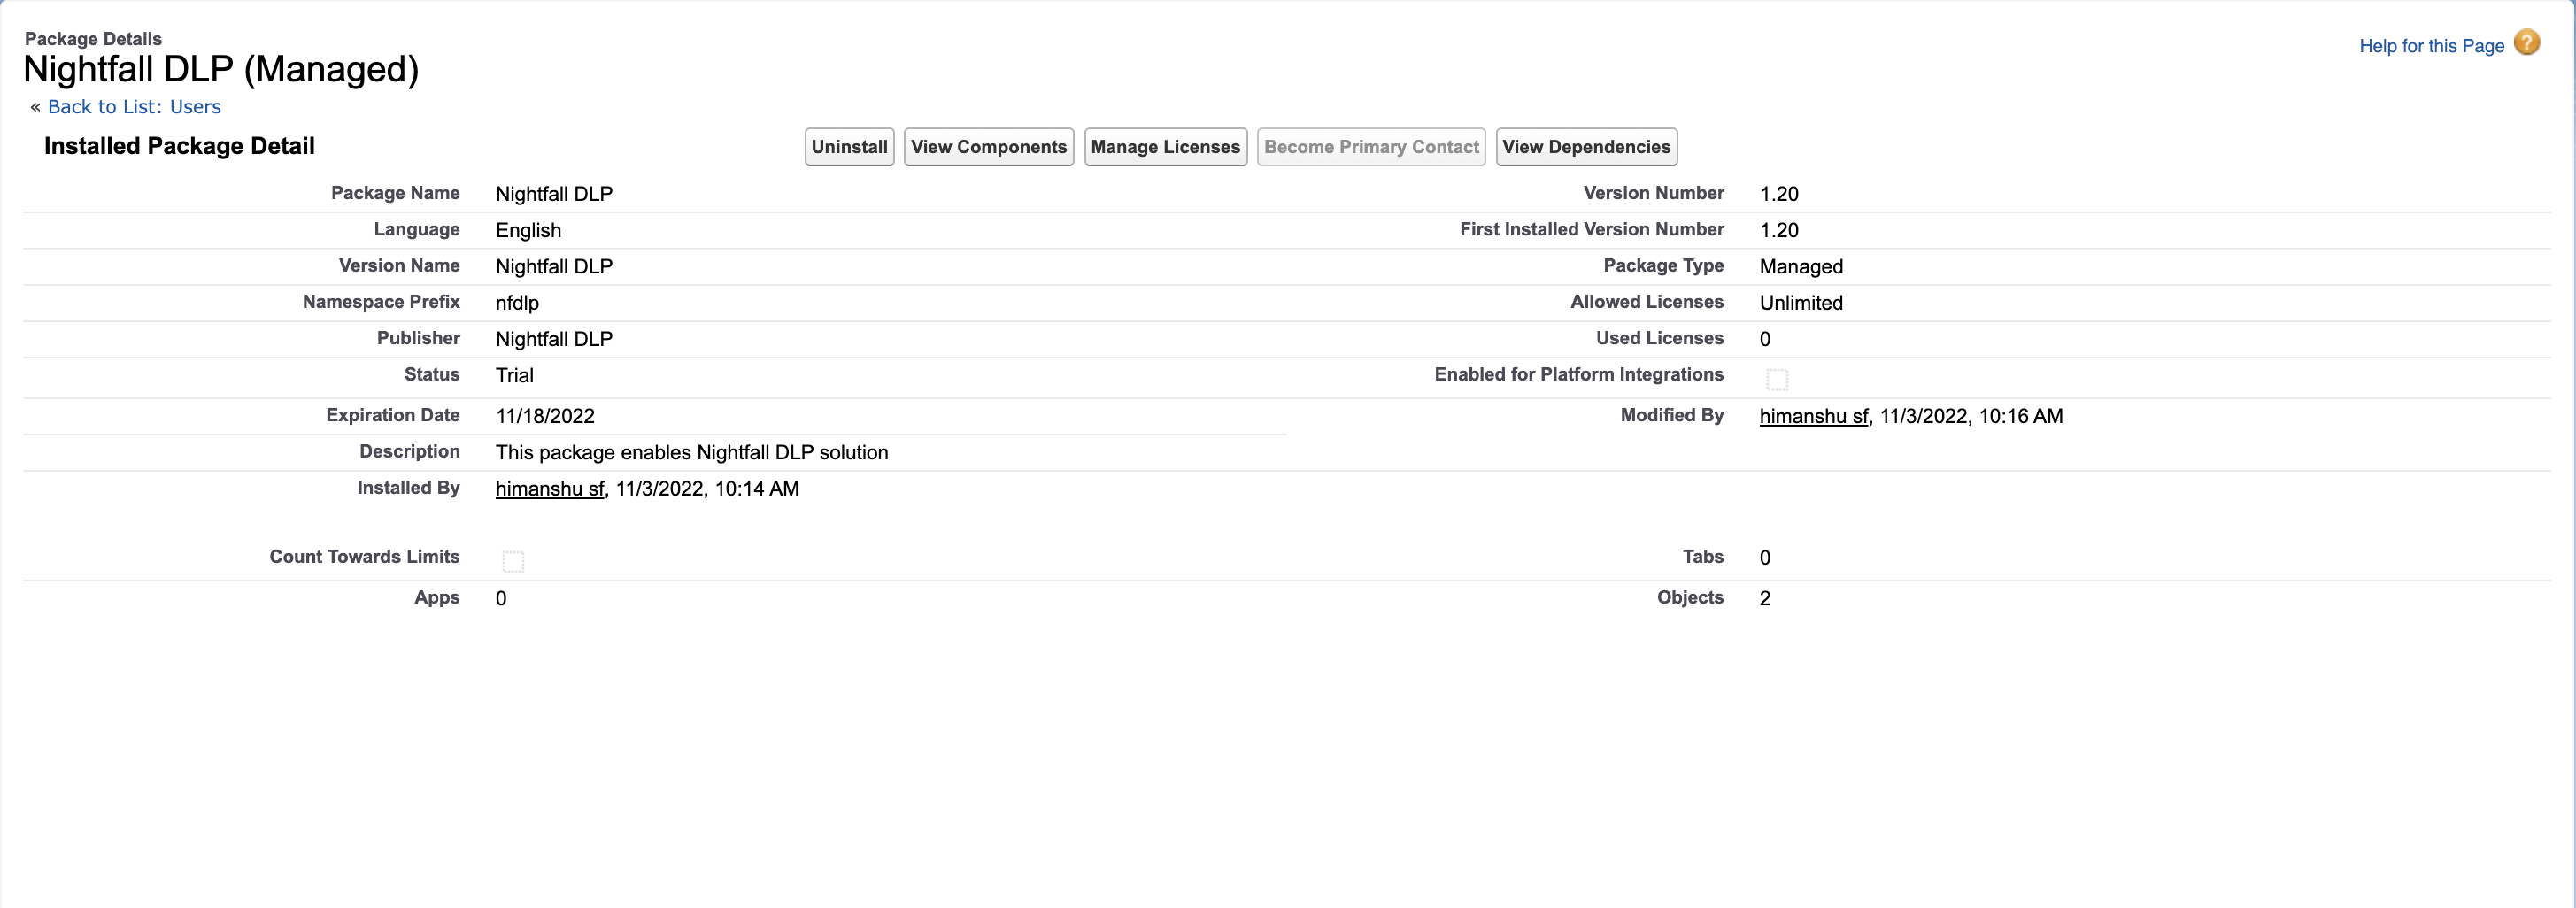 Package Details
Nightfall DLP (Managed)
Help for this Page ?
« Back to List: Users
Installed Package Detail
Uninstall View Components Manage Licenses Become Primary Contact View Dependencies
Package Name Nightfall DLP Version Number 1.20
Language English First Installed Version Number 1.20
Version Name Nightfall DLP Package Type Managed
Namespace Prefix nfdlp Allowed Licenses Unlimited
Publisher Nightfall DLP Used Licenses 0
Status Trial Enabled for Platform Integrations
Expiration Date 11/18/2022 Modified By himanshu sf, 11/3/2022, 10:16 AM
Description This package enables Nightfall DLP solution
Installed By himanshu sf, 11/3/2022, 10:14 AM
Count Towards Limits Tabs 0
Apps 0 Objects 2